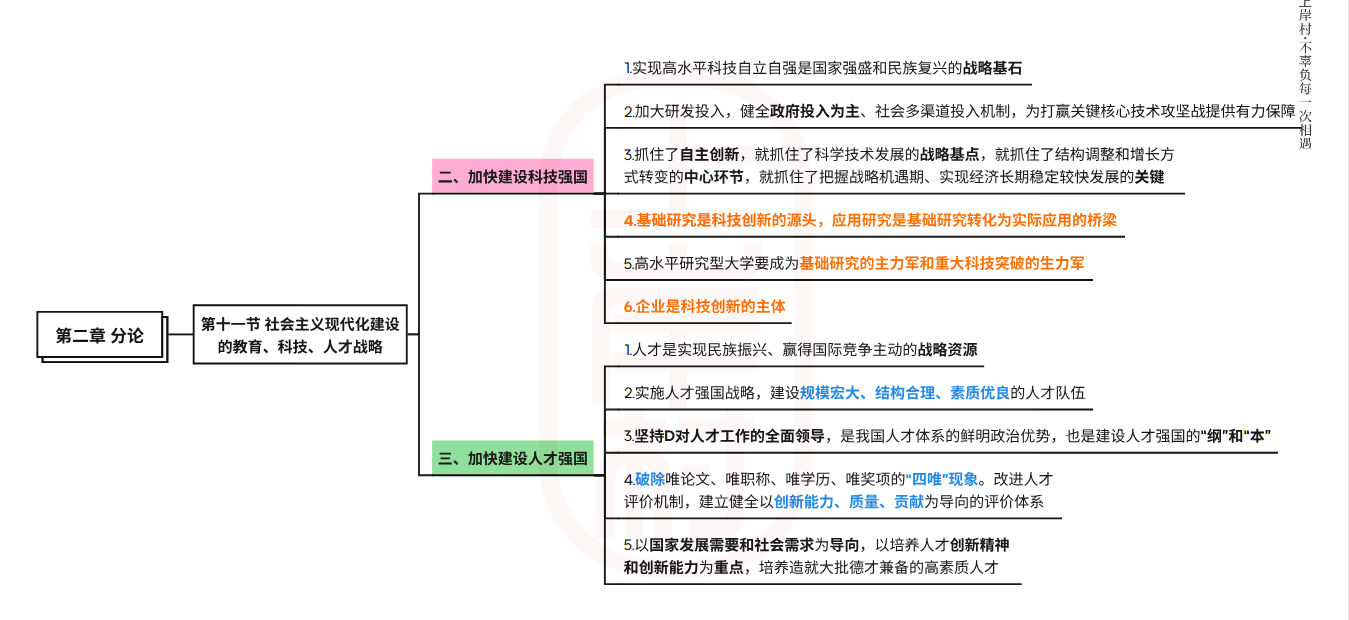 上岸村·不辜负每一次相遇
1.实现高水平科技自立自强是国家强盛和民族复兴的战略基石
2.加大研发投入，健全政府投入为主、社会多渠道投入机制，为打赢关键核心技术攻坚战提供有力保障
3.抓住了自主创新，就抓住了科学技术发展的战略基点，就抓住了结构调整和增长方
式转变的中心环节，就抓住了把握战略机遇期、实现经济长期稳定较快发展的关键
二、加快建设科技强国
4.基础研究是科技创新的源头，应用研究是基础研究转化为实际应用的桥梁
5.高水平研究型大学要成为基础研究的主力军和重大科技突破的生力军
6.企业是科技创新的主体
第二章 分论
第十一节 社会主义现代化建设
的教育、科技、人才战略
1.人才是实现民族振兴、赢得国际竞争主动的战略资源
2.实施人才强国战略，建设规模宏大、结构合理、素质优良的人才队伍
3.坚持D对人才工作的全面领导，是我国人才体系的鲜明政治优势，也是建设人才强国的“纲”和“本”
三、加快建设人才强国
4.破除唯论文、唯职称、唯学历、唯奖项的“四唯”现象。改进人才
评价机制，建立健全以创新能力、质量、贡献为导向的评价体系
5.以国家发展需要和社会需求为导向，以培养人才创新精神
和创新能力为重点，培养造就大批德才兼备的高素质人才